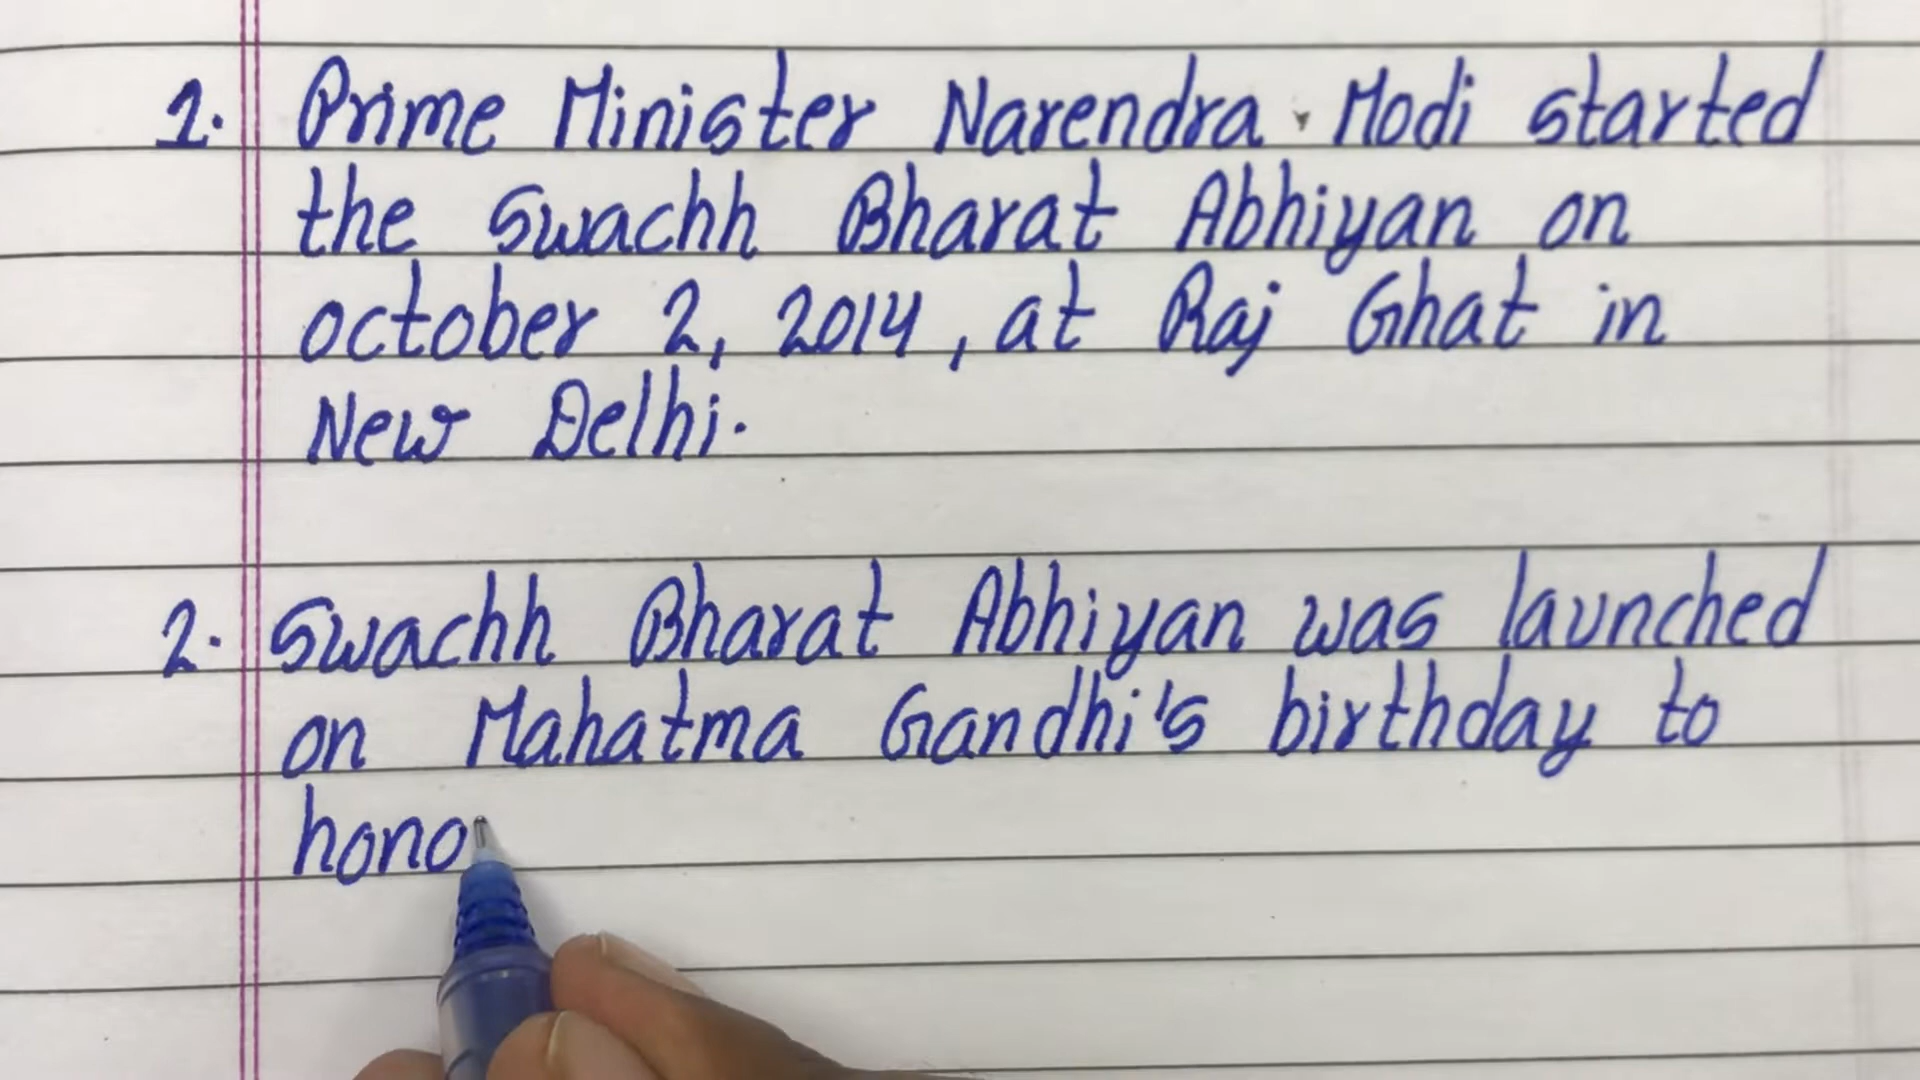 1. Prime Minister Narendra Modi started
the Swachh Bharat Abhiyan on
october 2, 2014, at Raj Ghat in
New Delhi.
2. Swachh Bharat Abhiyan was launched
on Mahatma Gandhi's birthday to
hono